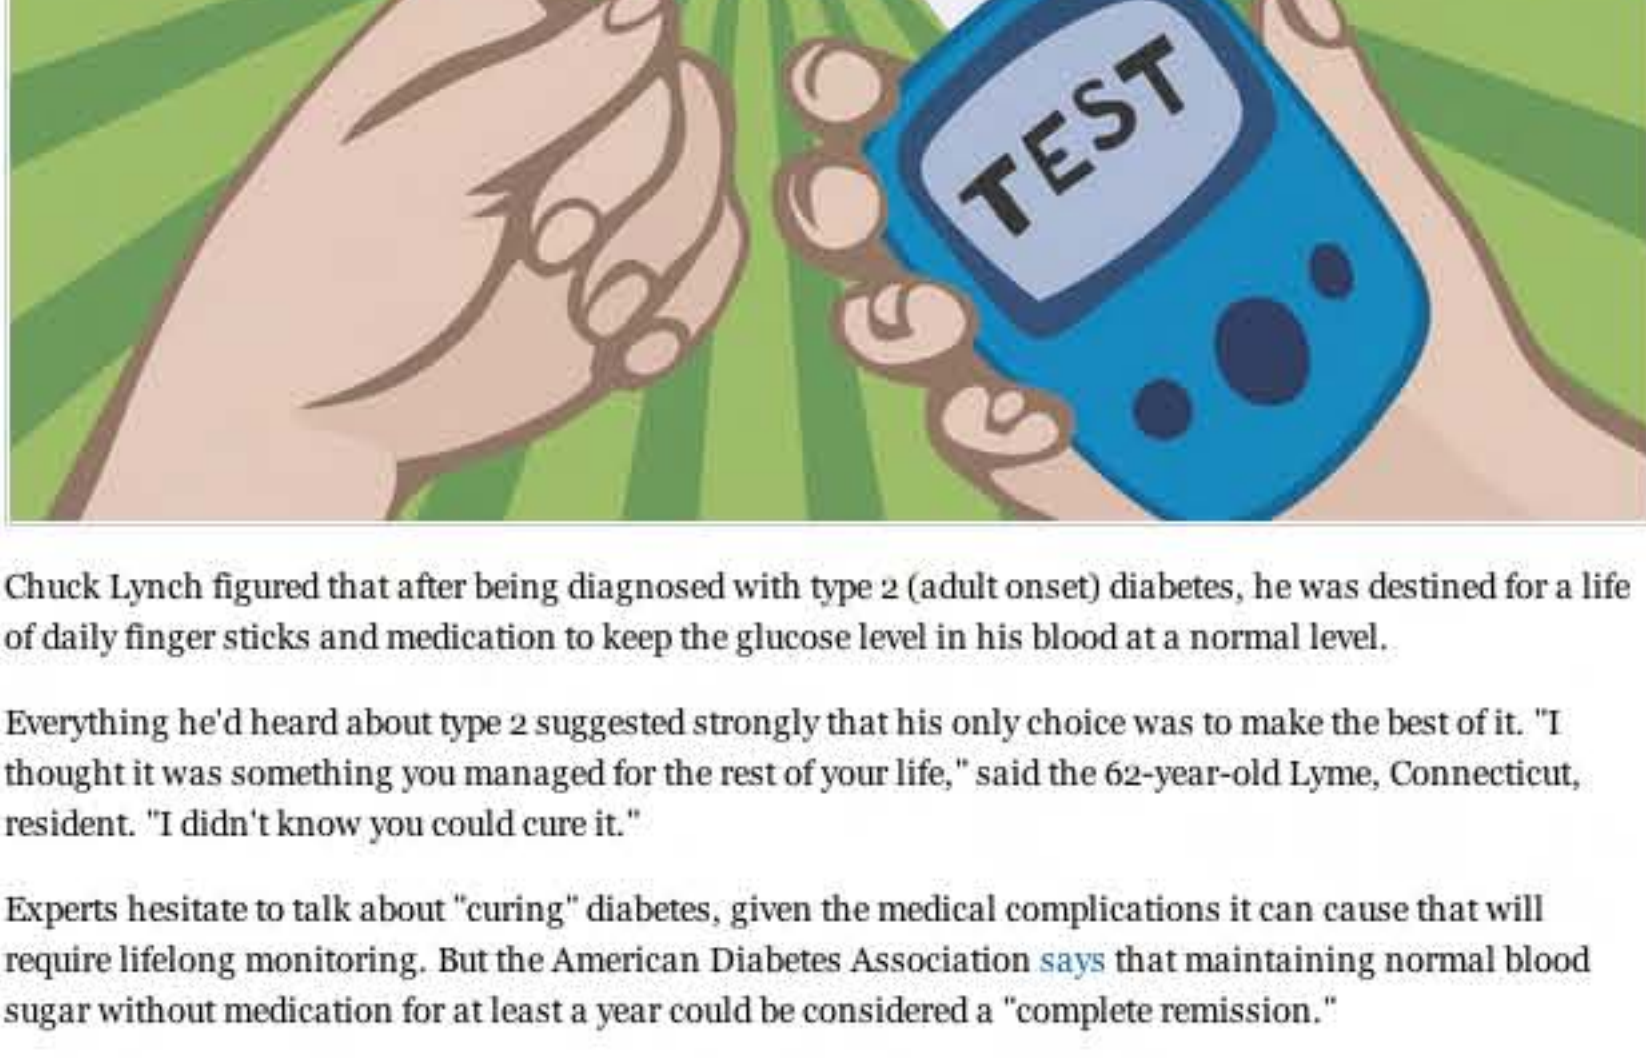 TEST
Chuck Lynch figured that after being diagnosed with type 2 (adult onset) diabetes, he was destined for a life
of daily finger sticks and medication to keep the glucose level in his blood at a normal level.
Everything he'd heard about type 2 suggested strongly that his only choice was to make the best of it. "I
thought it was something you managed for the rest of your life," said the 62-year-old Lyme, Connecticut,
resident. "I didn't know you could cure it."
Experts hesitate to talk about "curing" diabetes, given the medical complications it can cause that will
require lifelong monitoring. But the American Diabetes Association says that maintaining normal blood
sugar without medication for at least a year could be considered a "complete remission."